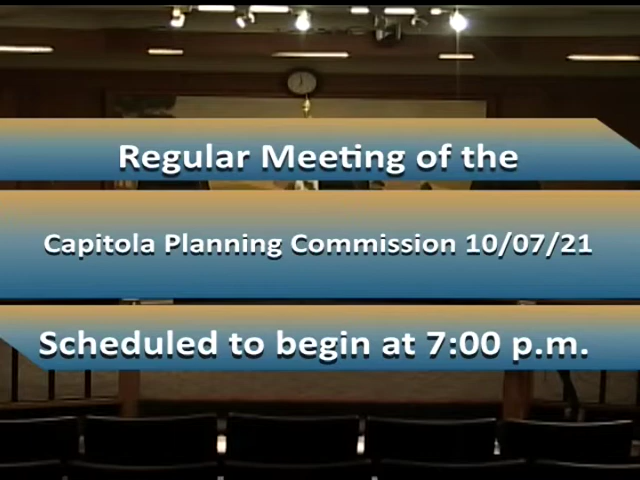 Regular Meeting of the
Capitola Planning Commission 10/07/21
Scheduled to begin at 7:00 p.m.